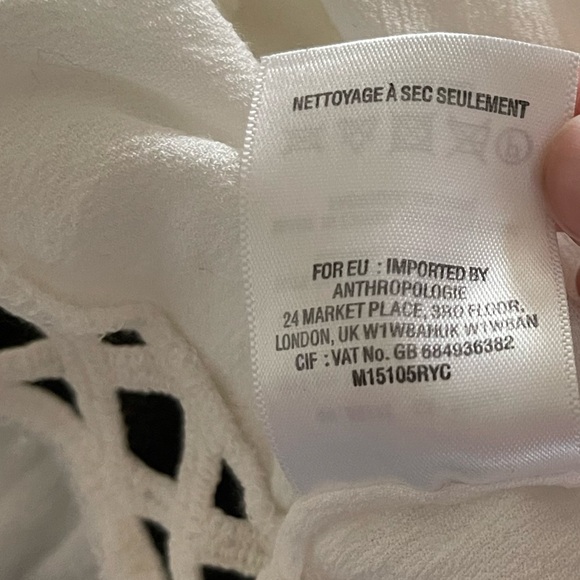 NETTOYAGE À SEC SEULEMENT
FOR EU : IMPORTED BY
ANTHROPOLOGIE
24 MARKET PLACE, 3RD FLOOR,
LONDON, UK W1W8AHUK W1W8AN
CIF : VAT No. GB 684936382
M15105RYC